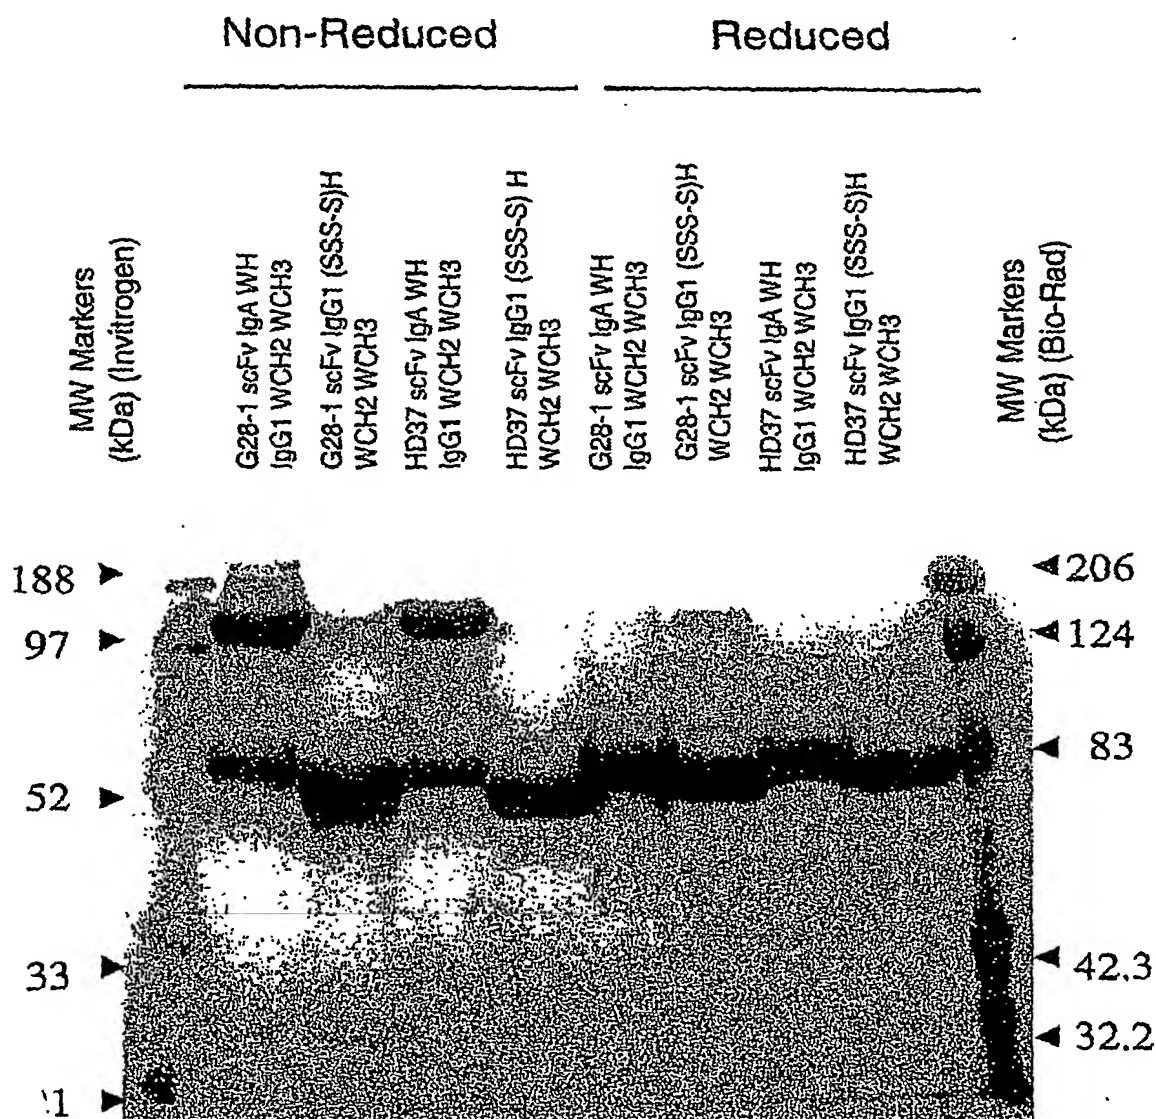 Non-Reduced
Reduced
MW Markers
(kDa) (Invitrogen)
G28-1 scFv IgA WH
IgG1 WCH2 WCH3
G28-1 scFv IgG1 (SSS-S)H
WCH2 WCH3
HD37 scFv IgA WH
IgG1 WCH2 WCH3
HD37 scFv IgG1 (SSS-S) H
WCH2 WCH3
G28-1 scFv IgA WH
IgG1 WCH2 WCH3
G28-1 scFv IgG1 (SSS-S)H
WCH2 WCH3
HD37 scFv IgA WH
IgG1 WCH2 WCH3
HD37 scFv IgG1 (SSS-S)H
WCH2 WCH3
MW Markers
(kDa) (Bio-Rad)
188
97
52
33
206
124
83
42.3
32.2